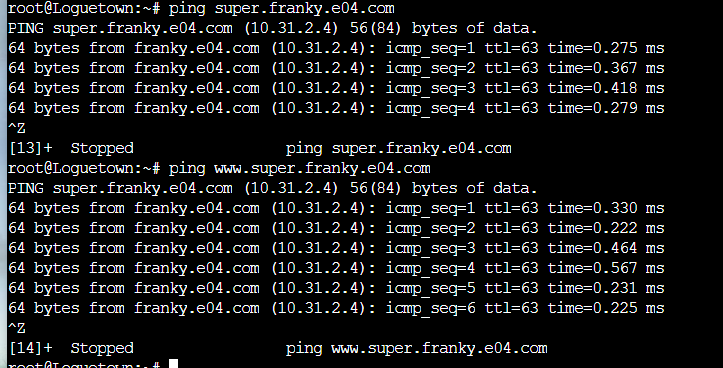 root@Loguetown:~# ping super.franky.e04.com
PING super.franky.e04.com (10.31.2.4) 56(84) bytes of data.
64 bytes from franky.e04.com (10.31.2.4): icmp_seq=1 ttl=63 time=0.275 ms
64 bytes from franky.e04.com (10.31.2.4): icmp_seq=2 ttl=63 time=0.367 ms
64 bytes from franky.e04.com (10.31.2.4): icmp_seq=3 ttl=63 time=0.418 ms
64 bytes from franky.e04.com (10.31.2.4): icmp_seq=4 ttl=63 time=0.279 ms
^Z
[13]+  Stopped                 ping super.franky.e04.com
root@Loguetown:~# ping www.super.franky.e04.com
PING super.franky.e04.com (10.31.2.4) 56(84) bytes of data.
64 bytes from franky.e04.com (10.31.2.4): icmp_seq=1 ttl=63 time=0.330 ms
64 bytes from franky.e04.com (10.31.2.4): icmp_seq=2 ttl=63 time=0.222 ms
64 bytes from franky.e04.com (10.31.2.4): icmp_seq=3 ttl=63 time=0.464 ms
64 bytes from franky.e04.com (10.31.2.4): icmp_seq=4 ttl=63 time=0.567 ms
64 bytes from franky.e04.com (10.31.2.4): icmp_seq=5 ttl=63 time=0.231 ms
64 bytes from franky.e04.com (10.31.2.4): icmp_seq=6 ttl=63 time=0.225 ms
^Z
[14]+  Stopped                 ping www.super.franky.e04.com
root@Loguetown:~#